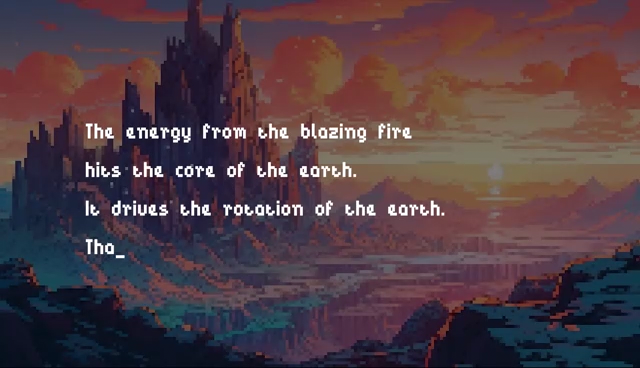 The energy from the blazing fire
hits the core of the earth.
It drives the rotation of the earth.
Tha_